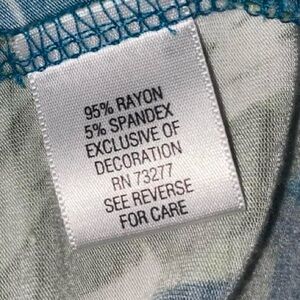 95% RAYON
5% SPANDEX
EXCLUSIVE OF
DECORATION
RN 73277
SEE REVERSE
FOR CARE